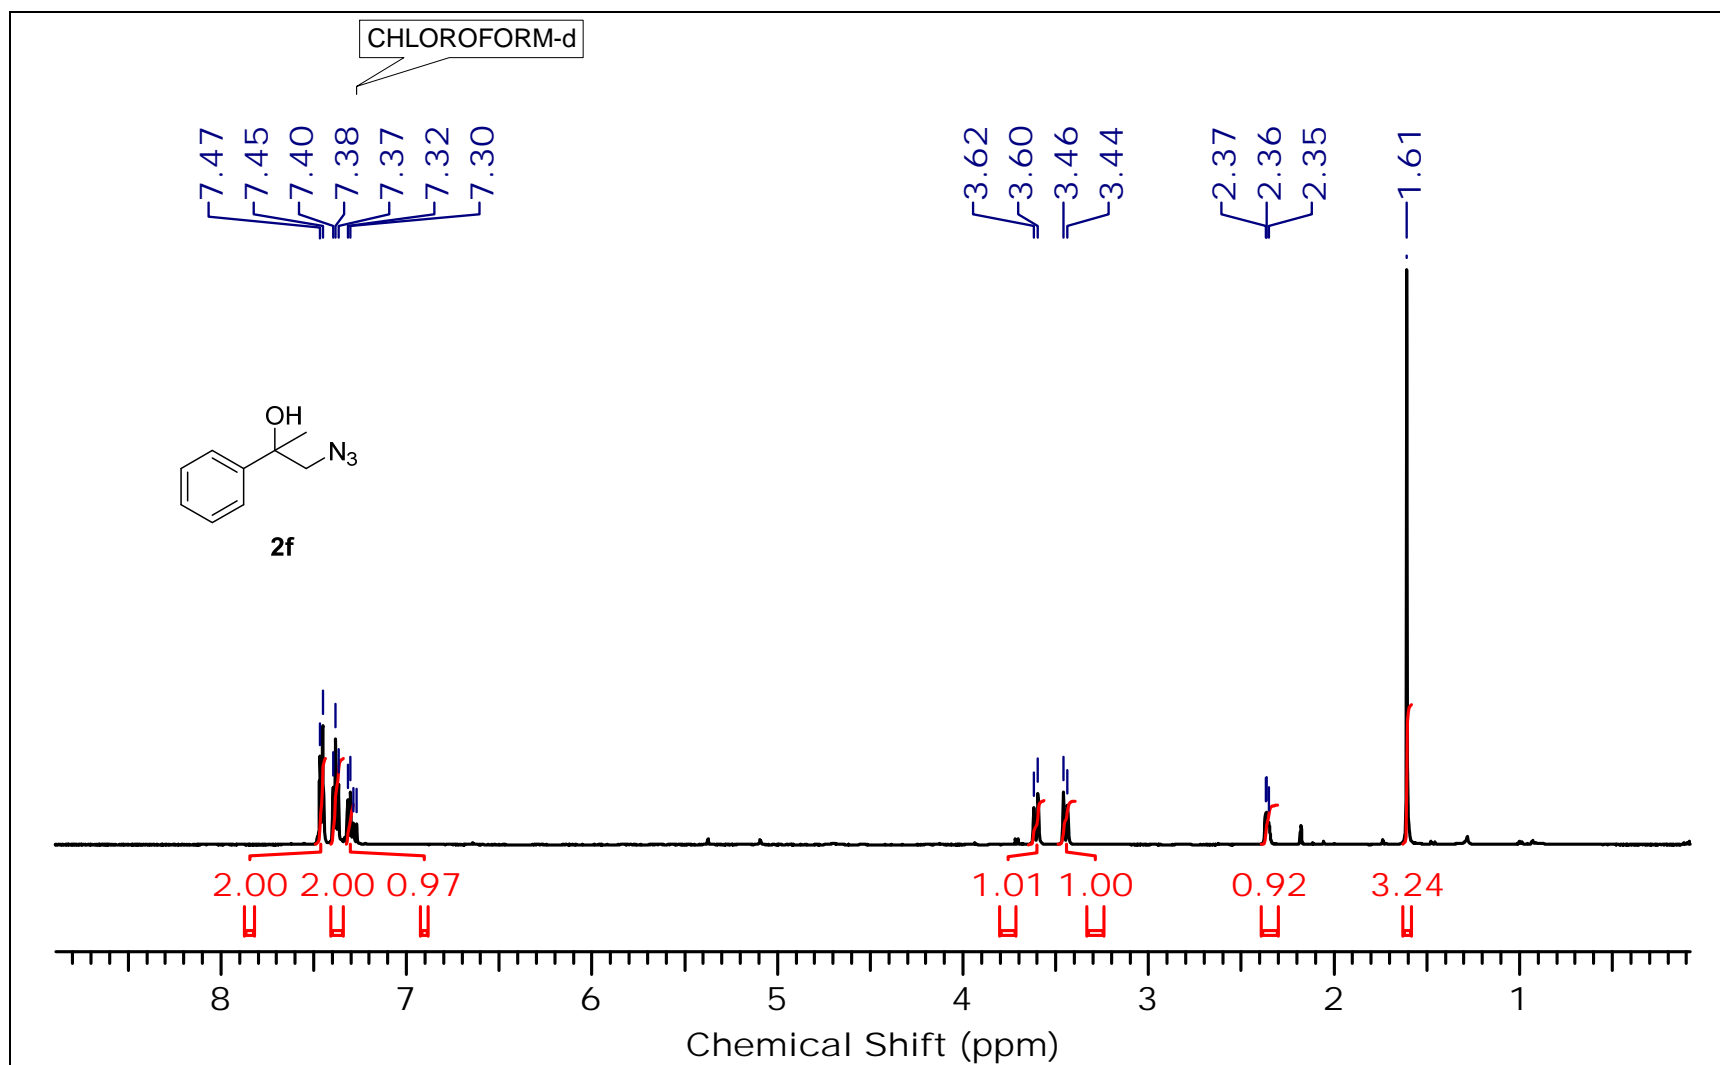 CHLOROFORM-d
7.47 7.45 7.40 7.38 7.37 7.32 7.30 3.62 3.60 3.46 3.44 2.37 2.36 2.35 1.61
OH
N3
2f
2.00 2.00 0.97 1.01 1.00 0.92 3.24
8 7 6 5 4 3 2 1
Chemical Shift (ppm)